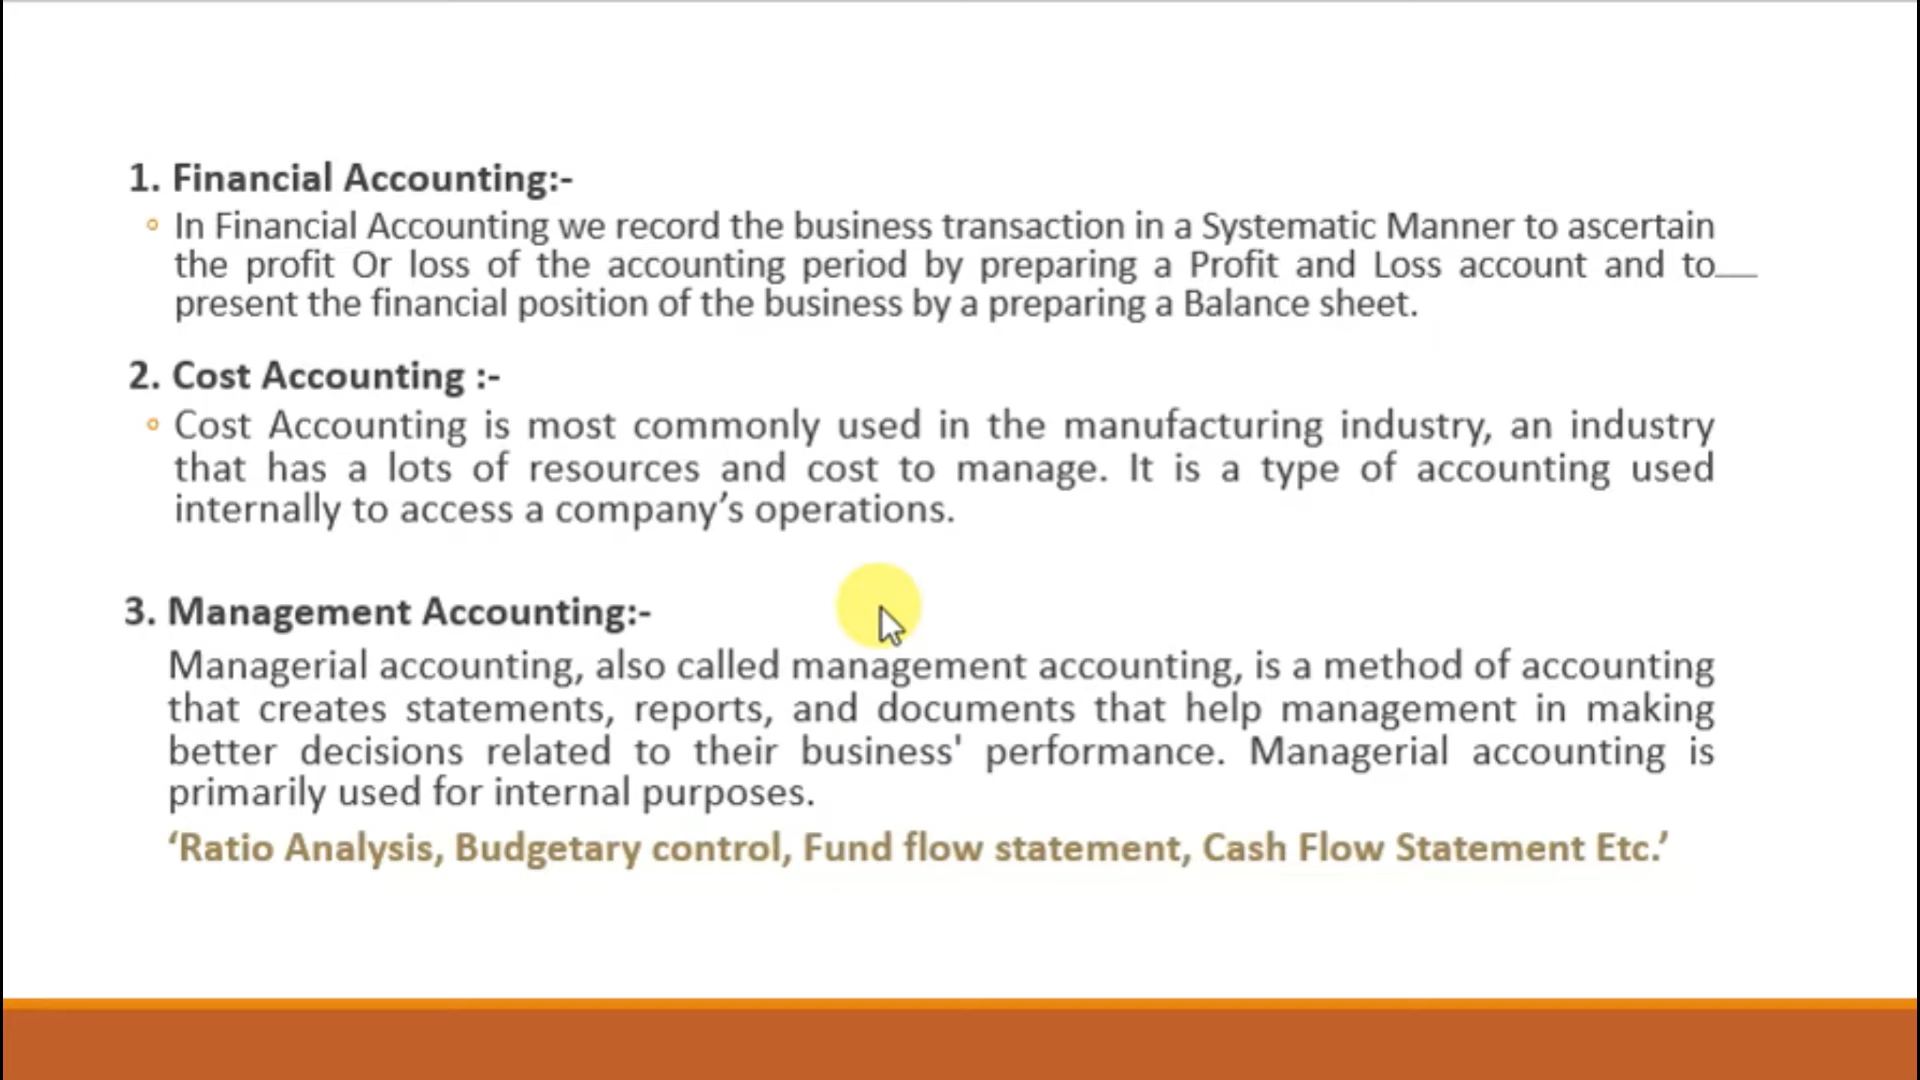 1. Financial Accounting:-
◦ In Financial Accounting we record the business transaction in a Systematic Manner to ascertain
the profit Or loss of the accounting period by preparing a Profit and Loss account and to
present the financial position of the business by a preparing a Balance sheet.
2. Cost Accounting :-
◦ Cost Accounting is most commonly used in the manufacturing industry, an industry
that has a lots of resources and cost to manage. It is a type of accounting used
internally to access a company’s operations.
3. Management Accounting:-
Managerial accounting, also called management accounting, is a method of accounting
that creates statements, reports, and documents that help management in making
better decisions related to their business' performance. Managerial accounting is
primarily used for internal purposes.
‘Ratio Analysis, Budgetary control, Fund flow statement, Cash Flow Statement Etc.’